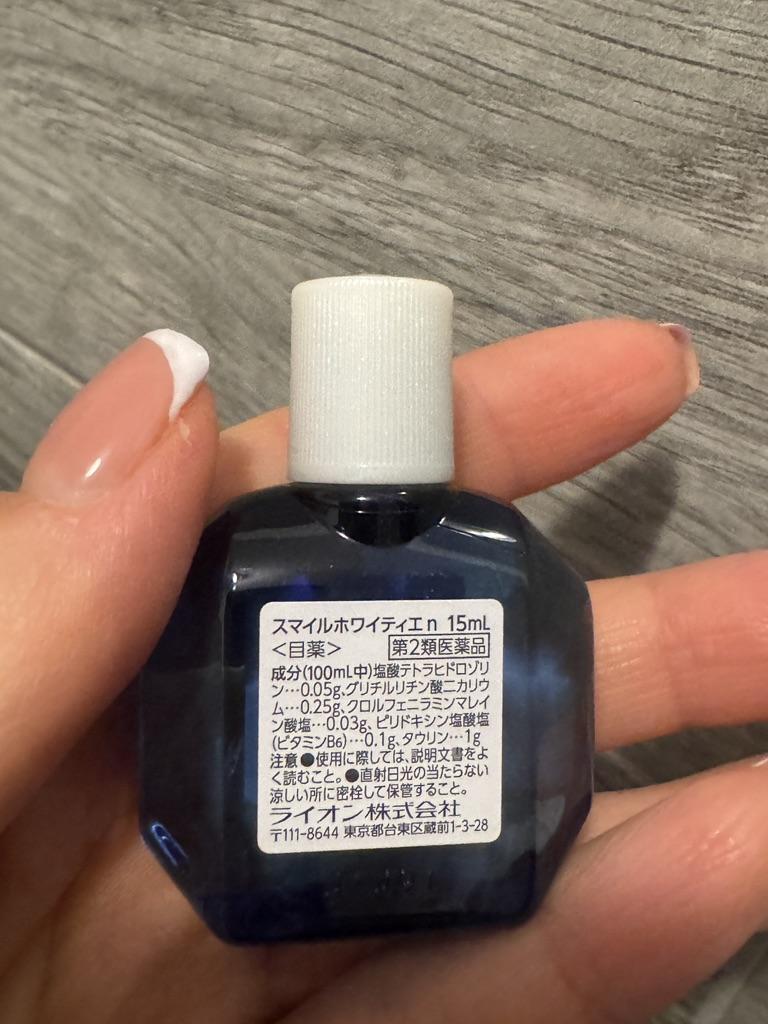 スマイルホワイティエn 15mL
<目薬> 第2類医薬品
成分(100mL中)塩酸テトラヒドロゾリ
ン…0.05g、グリチルリチン酸二カリウ
ム…0.25g、クロルフェニラミンマレイ
ン酸塩…0.03g、ピリドキシン塩酸塩
(ビタミンB6)…0.1g、タウリン…1g
注意●使用に際しては、説明文書をよ
く読むこと。●直射日光の当たらない
涼しい所に密栓して保管すること。
ライオン株式会社
〒111-8644 東京都台東区蔵前1-3-28